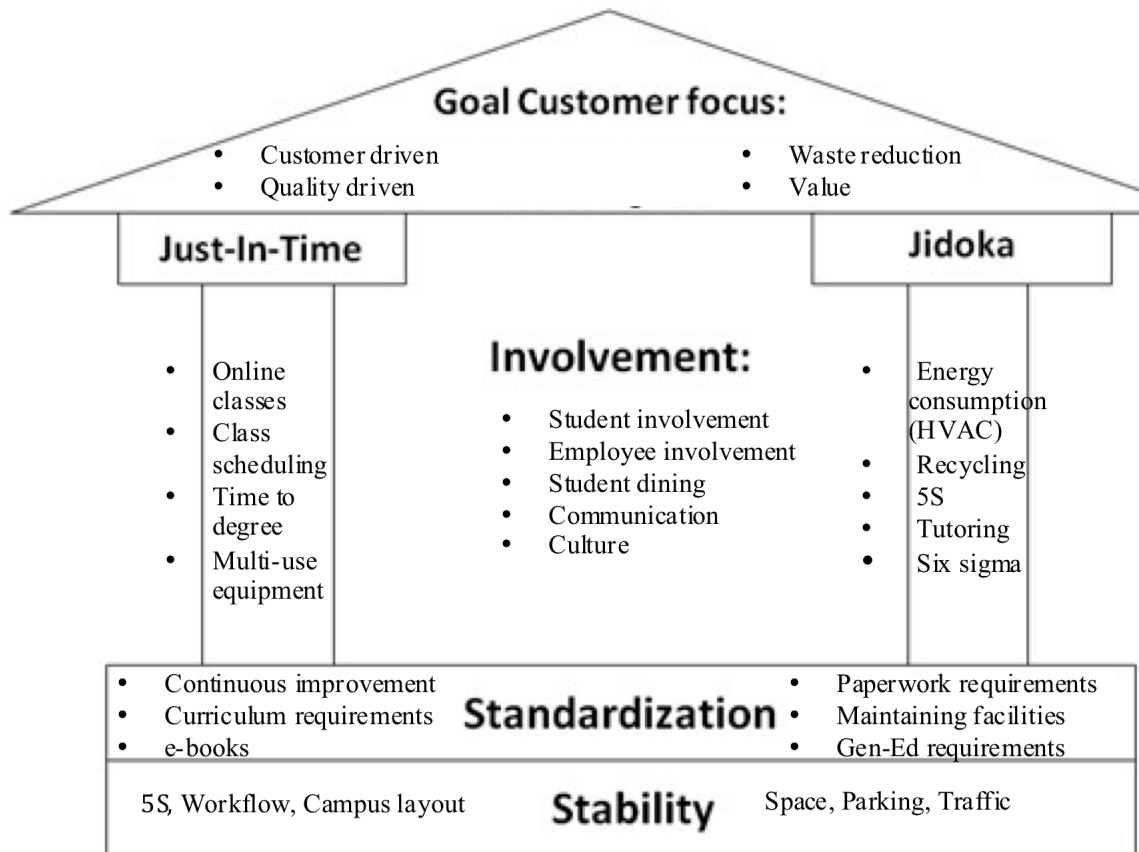 Goal Customer focus:
• Customer driven
• Quality driven
• Waste reduction
• Value
Just-In-Time
• Online
classes
• Class
scheduling
• Time to
degree
• Multi-use
equipment
Involvement:
• Student involvement
• Employee involvement
• Student dining
• Communication
• Culture
Jidoka
• Energy
consumption
(HVAC)
• Recycling
• 5S
• Tutoring
• Six sigma
• Continuous improvement
• Curriculum requirements
• e-books
Standardization
• Paperwork requirements
• Maintaining facilities
• Gen-Ed requirements
5S, Workflow, Campus layout
Stability
Space, Parking, Traffic